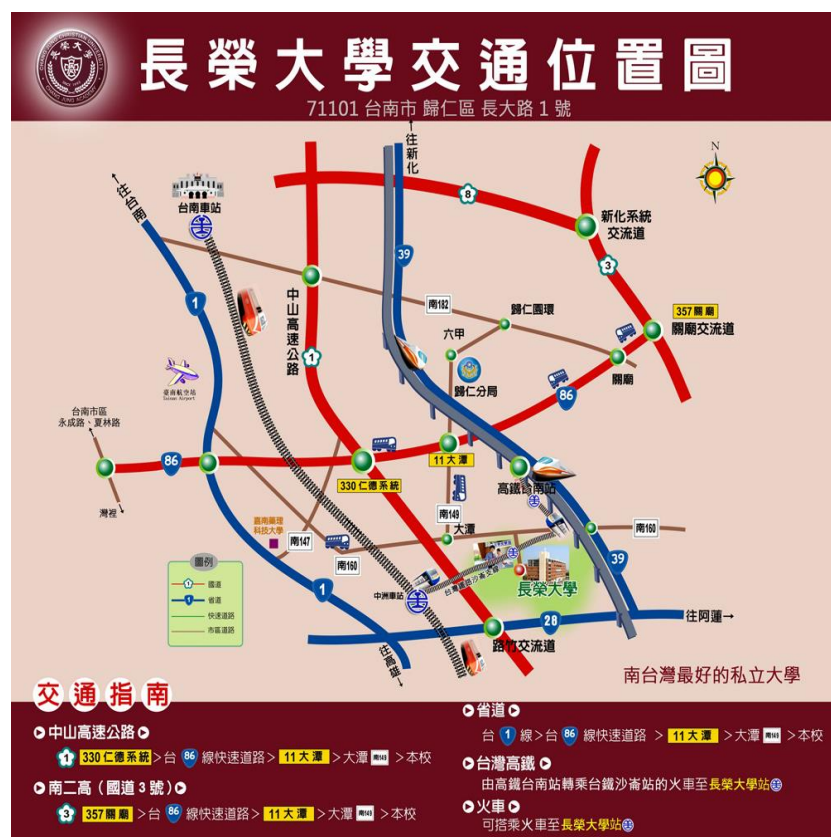 長榮大學交通位置圖
71101 台南市 歸仁區 長大路 1 號
←往新化
N
←往台南
台南車站
8
新化系統
交流道
39
3
1
中山高速公路
南182
歸仁圓環
357 關廟
關廟交流道
六甲
1
歸仁分局
關廟
臺南航空站
Tainan Airport
86
台南市區
永成路、夏林路
86
11 大潭
330 仁德系統
高鐵台南站
灣裡
嘉南藥理
科技大學
南147
南149
大潭
南160
南160
圖例
1 國道
1 省道
快速道路
市區道路
台灣鐵路沙崙支線
長榮大學
39
1
中洲車站
28
往阿蓮→
路竹交流道
往高雄→
南台灣最好的私立大學
交通指南
中山高速公路
1 330 仁德系統 >台 86 線快速道路> 11 大潭 >大潭 南149 >本校
南二高（國道3號）
3 357 關廟 >台 86 線快速道路> 11 大潭 >大潭 南149 >本校
省道
台 1 線>台 86 線快速道路> 11 大潭 >大潭 南149 >本校
台灣高鐵
由高鐵台南站轉乘台鐵沙崙站的火車至長榮大學站
火車
可搭乘火車至長榮大學站